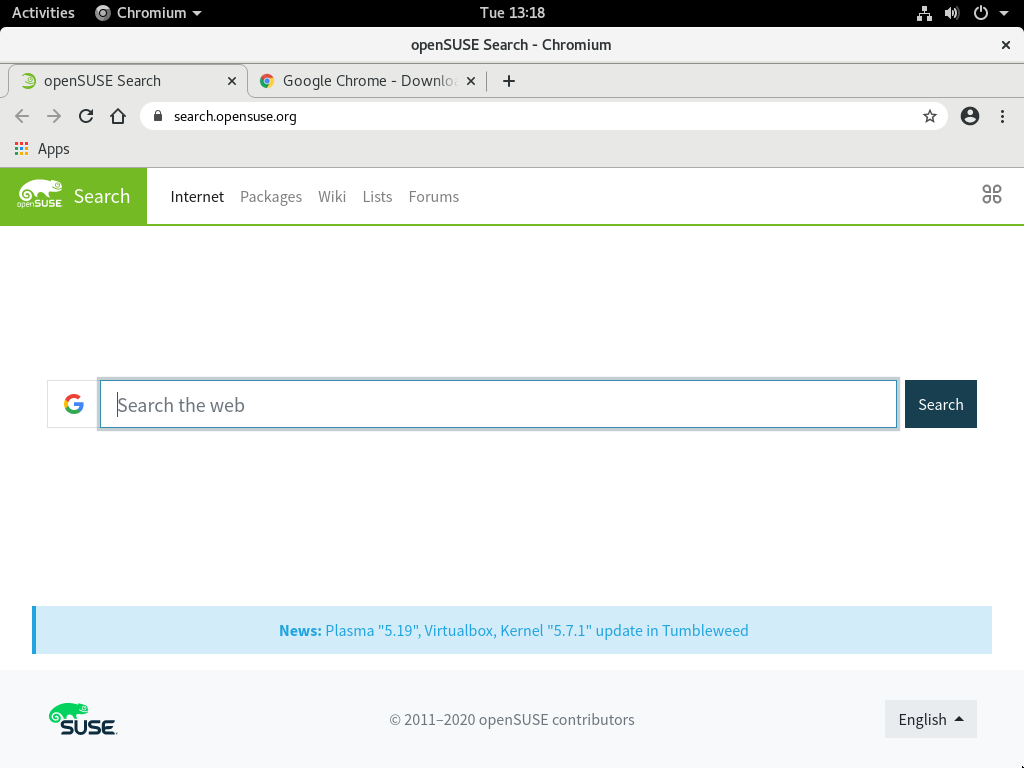 Activities Chromium Tue 13:18
openSUSE Search - Chromium
openSUSE Search Google Chrome - Downlo
search.opensuse.org
Apps
openSUSE Search Internet Packages Wiki Lists Forums
Search the web Search
News: Plasma "5.19", Virtualbox, Kernel "5.7.1" update in Tumbleweed
SUSE © 2011–2020 openSUSE contributors English